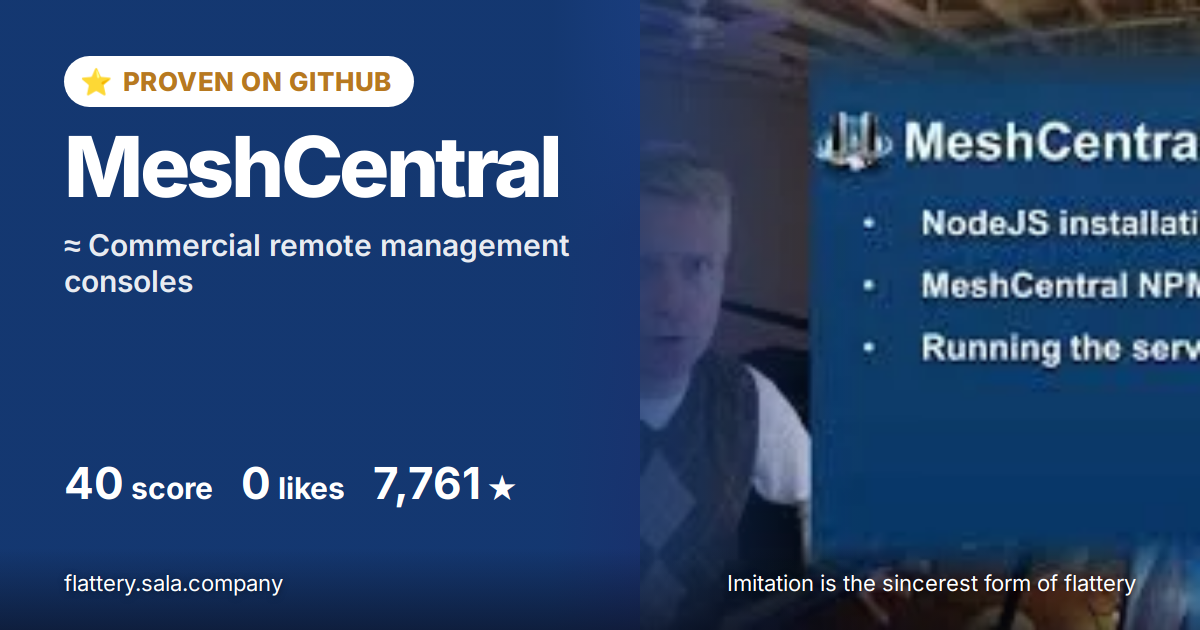 ⭐ PROVEN ON GITHUB
MeshCentral
≈ Commercial remote management
consoles
40 score 0 likes 7,761 ★
flattery.sala.company
MeshCentra
• NodeJS installati
• MeshCentral NPM
• Running the serv
Imitation is the sincerest form of flattery